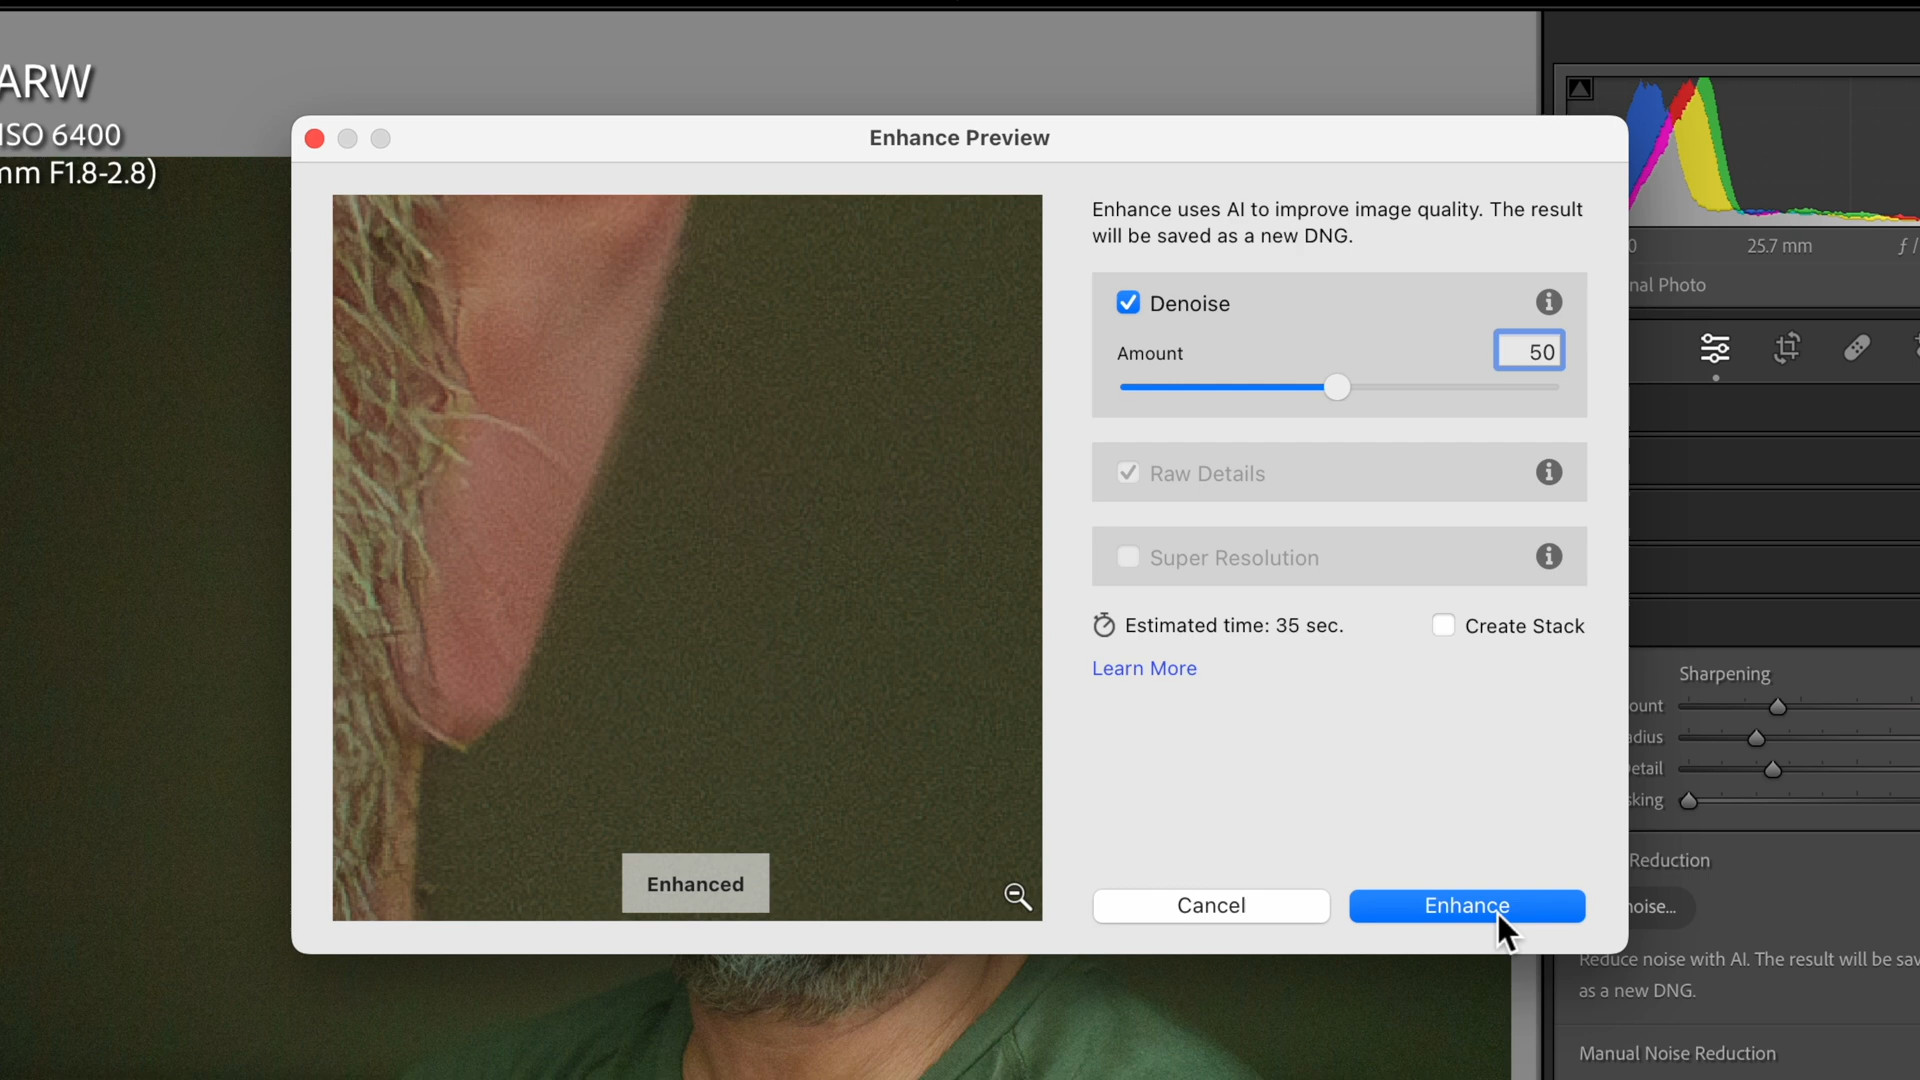 ARW
ISO 6400
mm F1.8-2.8)
Enhance Preview
Enhanced
Enhance uses AI to improve image quality. The result
will be saved as a new DNG.
Denoise
Amount
50
Raw Details
Super Resolution
Estimated time: 35 sec.
Create Stack
Learn More
Cancel
Enhance
0
25.7 mm
ƒ /
nal Photo
Sharpening
ount
adius
etail
king
Reduction
noise...
Reduce noise with AI. The result will be sav
as a new DNG.
Manual Noise Reduction